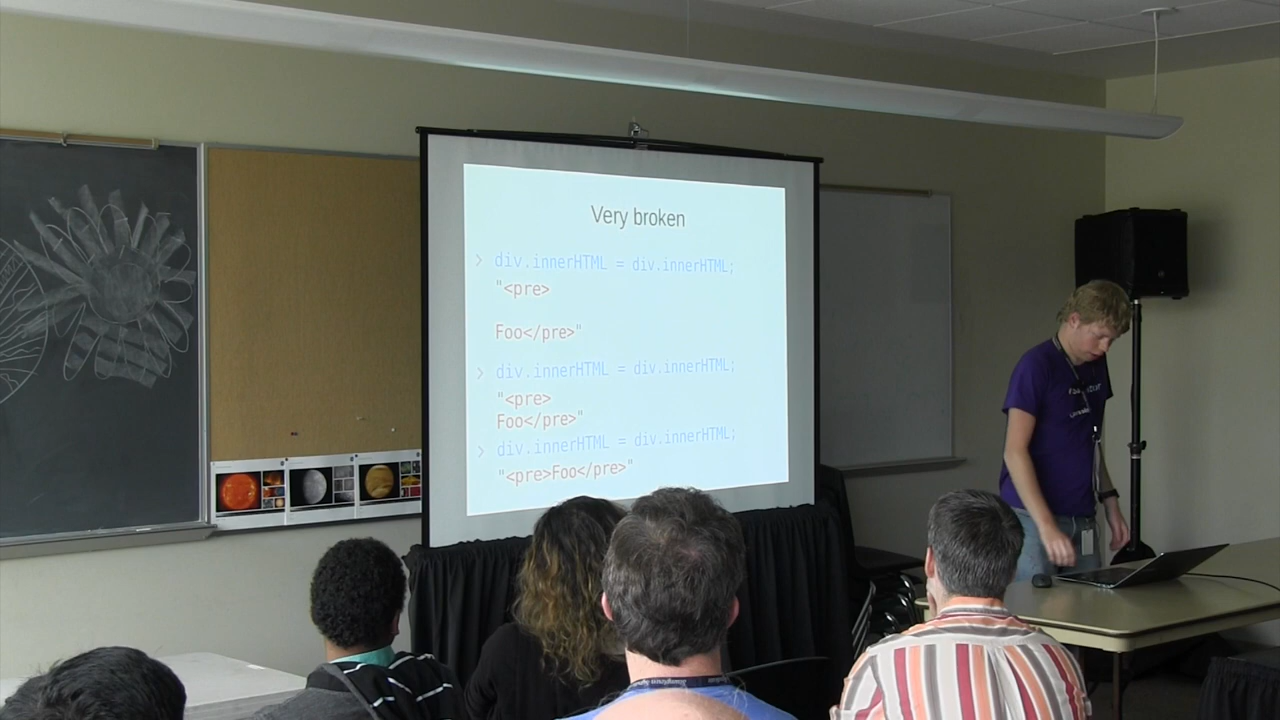 Very broken
> div.innerHTML = div.innerHTML;
"<pre>
Foo</pre>"
> div.innerHTML = div.innerHTML;
"<pre>
Foo</pre>"
> div.innerHTML = div.innerHTML;
"<pre>Foo</pre>"